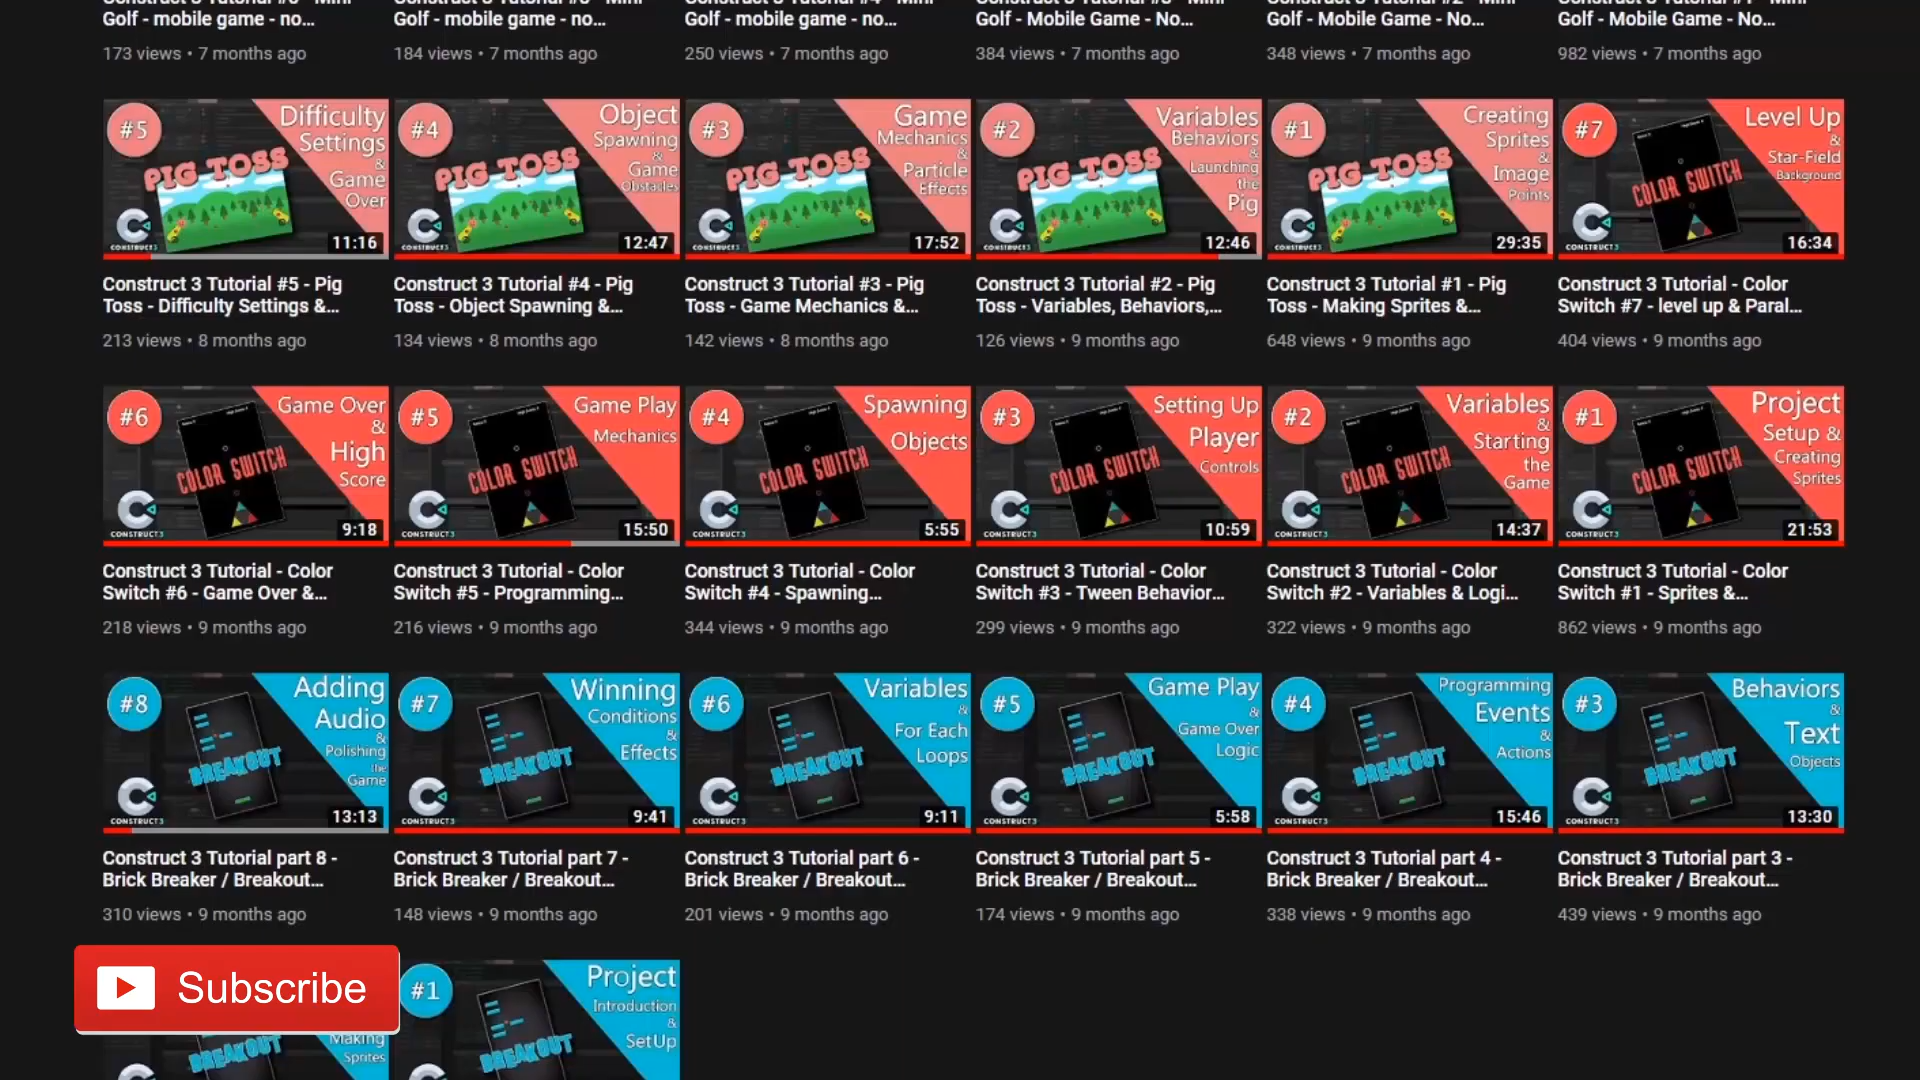 Golf - mobile game - no...
Golf - mobile game - no...
Golf - mobile game - no...
Golf - Mobile Game - No...
Golf - Mobile Game - No...
Golf - Mobile Game - No...
173 views • 7 months ago
184 views • 7 months ago
250 views • 7 months ago
384 views • 7 months ago
348 views • 7 months ago
982 views • 7 months ago
#5
Difficulty
Settings
&
Game
Over
PIG TOSS
CONSTRUCT3
11:16
#4
Object
Spawning
&
Game
Obstacles
PIG TOSS
CONSTRUCT3
12:47
#3
Game
Mechanics
&
Particle
Effects
PIG TOSS
CONSTRUCT3
17:52
#2
Variables
Behaviors
&
Launching
the
Pig
PIG TOSS
CONSTRUCT3
12:46
#1
Creating
Sprites
&
Image
Points
PIG TOSS
CONSTRUCT3
29:35
#7
Level Up
&
Star-Field
Background
COLOR SWITCH
CONSTRUCT3
16:34
Construct 3 Tutorial #5 - Pig
Toss - Difficulty Settings &...
213 views • 8 months ago
Construct 3 Tutorial #4 - Pig
Toss - Object Spawning &...
134 views • 8 months ago
Construct 3 Tutorial #3 - Pig
Toss - Game Mechanics &...
142 views • 8 months ago
Construct 3 Tutorial #2 - Pig
Toss - Variables, Behaviors,...
126 views • 9 months ago
Construct 3 Tutorial #1 - Pig
Toss - Making Sprites &...
648 views • 9 months ago
Construct 3 Tutorial - Color
Switch #7 - level up & Paral...
404 views • 9 months ago
#6
Game Over
&
High
Score
COLOR SWITCH
CONSTRUCT3
9:18
#5
Game Play
Mechanics
COLOR SWITCH
CONSTRUCT3
15:50
#4
Spawning
Objects
COLOR SWITCH
CONSTRUCT3
5:55
#3
Setting Up
Player
Controls
COLOR SWITCH
CONSTRUCT3
10:59
#2
Variables
&
Starting
the
Game
COLOR SWITCH
CONSTRUCT3
14:37
#1
Project
Setup &
Creating
Sprites
COLOR SWITCH
CONSTRUCT3
21:53
Construct 3 Tutorial - Color
Switch #6 - Game Over &...
218 views • 9 months ago
Construct 3 Tutorial - Color
Switch #5 - Programming...
216 views • 9 months ago
Construct 3 Tutorial - Color
Switch #4 - Spawning...
344 views • 9 months ago
Construct 3 Tutorial - Color
Switch #3 - Tween Behavior...
299 views • 9 months ago
Construct 3 Tutorial - Color
Switch #2 - Variables & Logi...
322 views • 9 months ago
Construct 3 Tutorial - Color
Switch #1 - Sprites &...
862 views • 9 months ago
#8
Adding
Audio
&
Polishing
the
Game
BREAKOUT
CONSTRUCT3
13:13
#7
Winning
Conditions
&
Effects
BREAKOUT
CONSTRUCT3
9:41
#6
Variables
&
For Each
Loops
BREAKOUT
CONSTRUCT3
9:11
#5
Game Play
&
Game Over
Logic
BREAKOUT
CONSTRUCT3
5:58
#4
Programming
Events
&
Actions
BREAKOUT
CONSTRUCT3
15:46
#3
Behaviors
&
Text
Objects
BREAKOUT
CONSTRUCT3
13:30
Construct 3 Tutorial part 8 -
Brick Breaker / Breakout...
310 views • 9 months ago
Construct 3 Tutorial part 7 -
Brick Breaker / Breakout...
148 views • 9 months ago
Construct 3 Tutorial part 6 -
Brick Breaker / Breakout...
201 views • 9 months ago
Construct 3 Tutorial part 5 -
Brick Breaker / Breakout...
174 views • 9 months ago
Construct 3 Tutorial part 4 -
Brick Breaker / Breakout...
338 views • 9 months ago
Construct 3 Tutorial part 3 -
Brick Breaker / Breakout...
439 views • 9 months ago
Subscribe
Making
Sprites
BREAKOUT
#1
Project
Introduction
&
SetUp
BREAKOUT